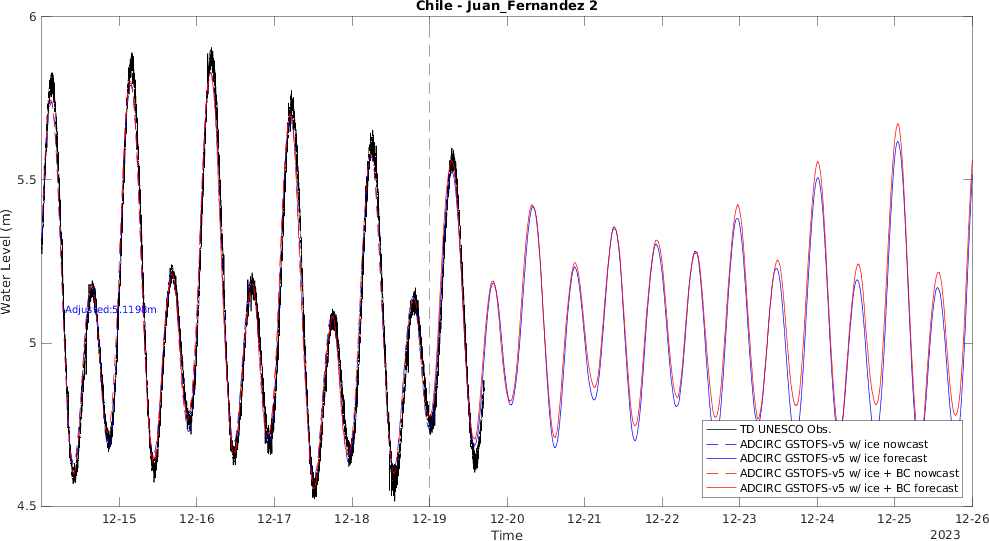 Chile - Juan_Fernandez 2
6
5.5
5
4.5
Water Level (m)
Adjusted:5.1198m
TD UNESCO Obs.
ADCIRC GSTOFS-v5 w/ ice nowcast
ADCIRC GSTOFS-v5 w/ ice forecast
ADCIRC GSTOFS-v5 w/ ice + BC nowcast
ADCIRC GSTOFS-v5 w/ ice + BC forecast
12-15 12-16 12-17 12-18 12-19 12-20 12-21 12-22 12-23 12-24 12-25 12-26
Time
2023